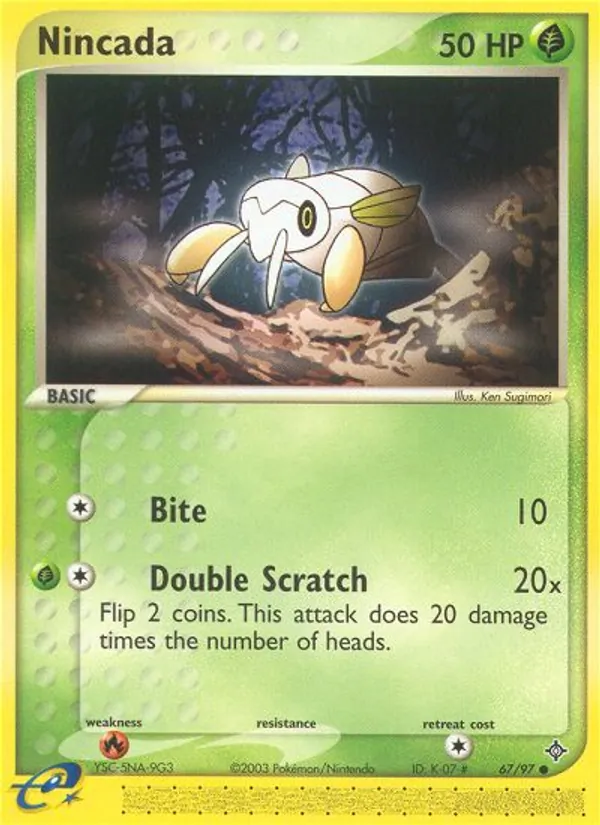 Nincada
50 HP
BASIC
Illus. Ken Sugimori
Bite 10
Double Scratch 20x
Flip 2 coins. This attack does 20 damage
times the number of heads.
weakness resistance retreat cost
YSC-5NA-9G3 ©2003 Pokémon/Nintendo ID: K-07-# 67/97
e